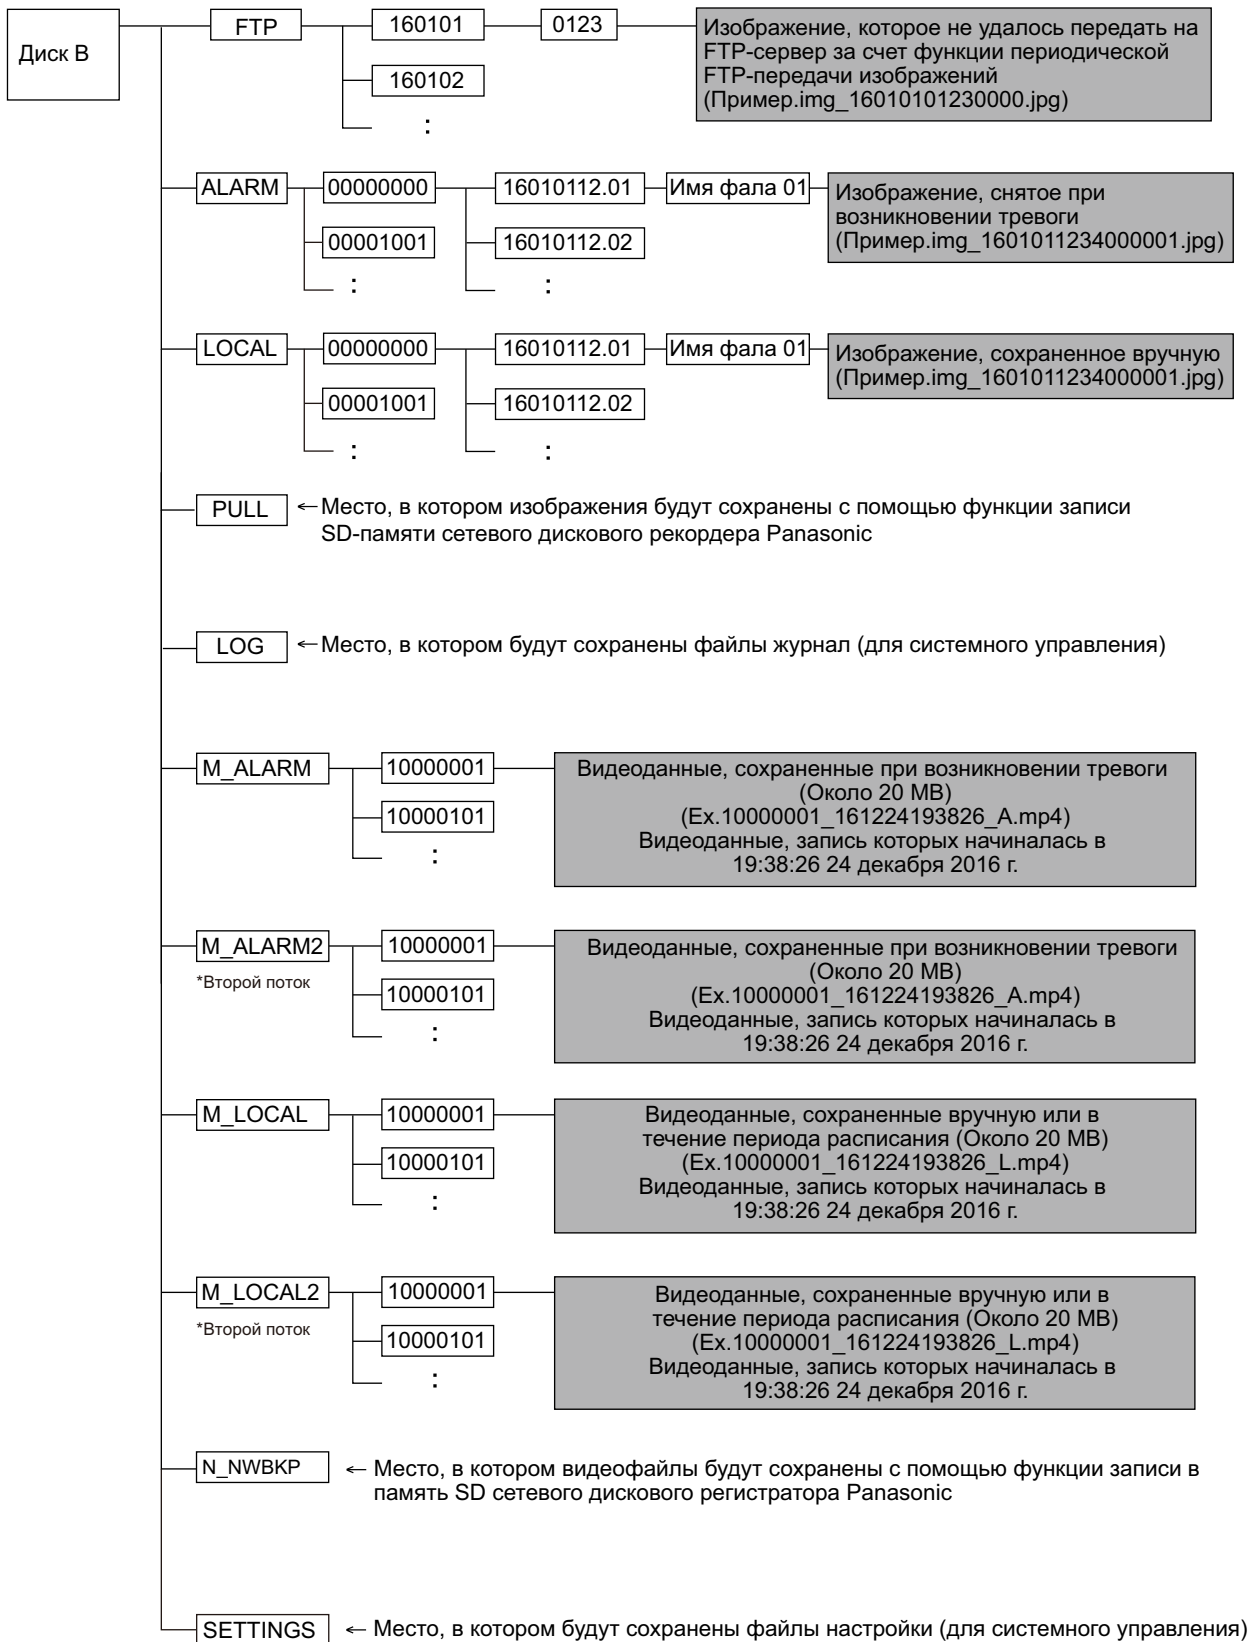 Диск B
FTP
160101
0123
Изображение, которое не удалось передать на
FTP-сервер за счет функции периодической
FTP-передачи изображений
(Пример.img_16010101230000.jpg)
160102
:
ALARM
00000000
16010112.01
Имя фала 01
Изображение, снятое при
возникновении тревоги
(Пример.img_1601011234000001.jpg)
00001001
16010112.02
:
:
LOCAL
00000000
16010112.01
Имя фала 01
Изображение, сохраненное вручную
(Пример.img_1601011234000001.jpg)
00001001
16010112.02
:
:
PULL
← Место, в котором изображения будут сохранены с помощью функции записи
SD-памяти сетевого дискового рекордера Panasonic
LOG
← Место, в котором будут сохранены файлы журнал (для системного управления)
M_ALARM
10000001
Видеоданные, сохраненные при возникновении тревоги
(Около 20 MB)
(Ex.10000001_161224193826_A.mp4)
Видеоданные, запись которых начиналась в
19:38:26 24 декабря 2016 г.
10000101
:
M_ALARM2
*Второй поток
10000001
Видеоданные, сохраненные при возникновении тревоги
(Около 20 MB)
(Ex.10000001_161224193826_A.mp4)
Видеоданные, запись которых начиналась в
19:38:26 24 декабря 2016 г.
10000101
:
M_LOCAL
10000001
Видеоданные, сохраненные вручную или в
течение периода расписания (Около 20 MB)
(Ex.10000001_161224193826_L.mp4)
Видеоданные, запись которых начиналась в
19:38:26 24 декабря 2016 г.
10000101
:
M_LOCAL2
*Второй поток
10000001
Видеоданные, сохраненные вручную или в
течение периода расписания (Около 20 MB)
(Ex.10000001_161224193826_L.mp4)
Видеоданные, запись которых начиналась в
19:38:26 24 декабря 2016 г.
10000101
:
N_NWBKP
← Место, в котором видеофайлы будут сохранены с помощью функции записи в
память SD сетевого дискового регистратора Panasonic
SETTINGS
← Место, в котором будут сохранены файлы настройки (для системного управления)